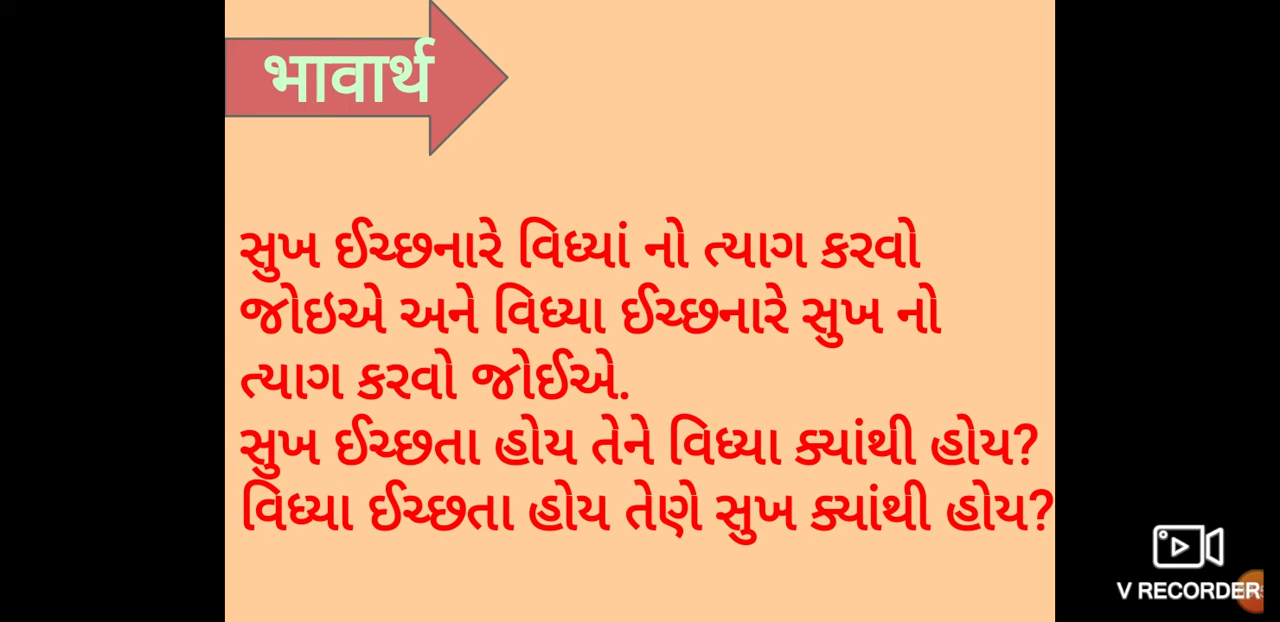 ભાવાર્થ
સુખ ઈચ્છનારે વિધ્યાં નો ત્યાગ કરવો
જોઇએ અને વિધ્યા ઈચ્છનારે સુખ નો
ત્યાગ કરવો જોઈએ.
સુખ ઈચ્છતા હોય તેને વિધ્યા ક્યાંથી હોય?
વિધ્યા ઈચ્છતા હોય તેણે સુખ ક્યાંથી હોય?
V RECORDER